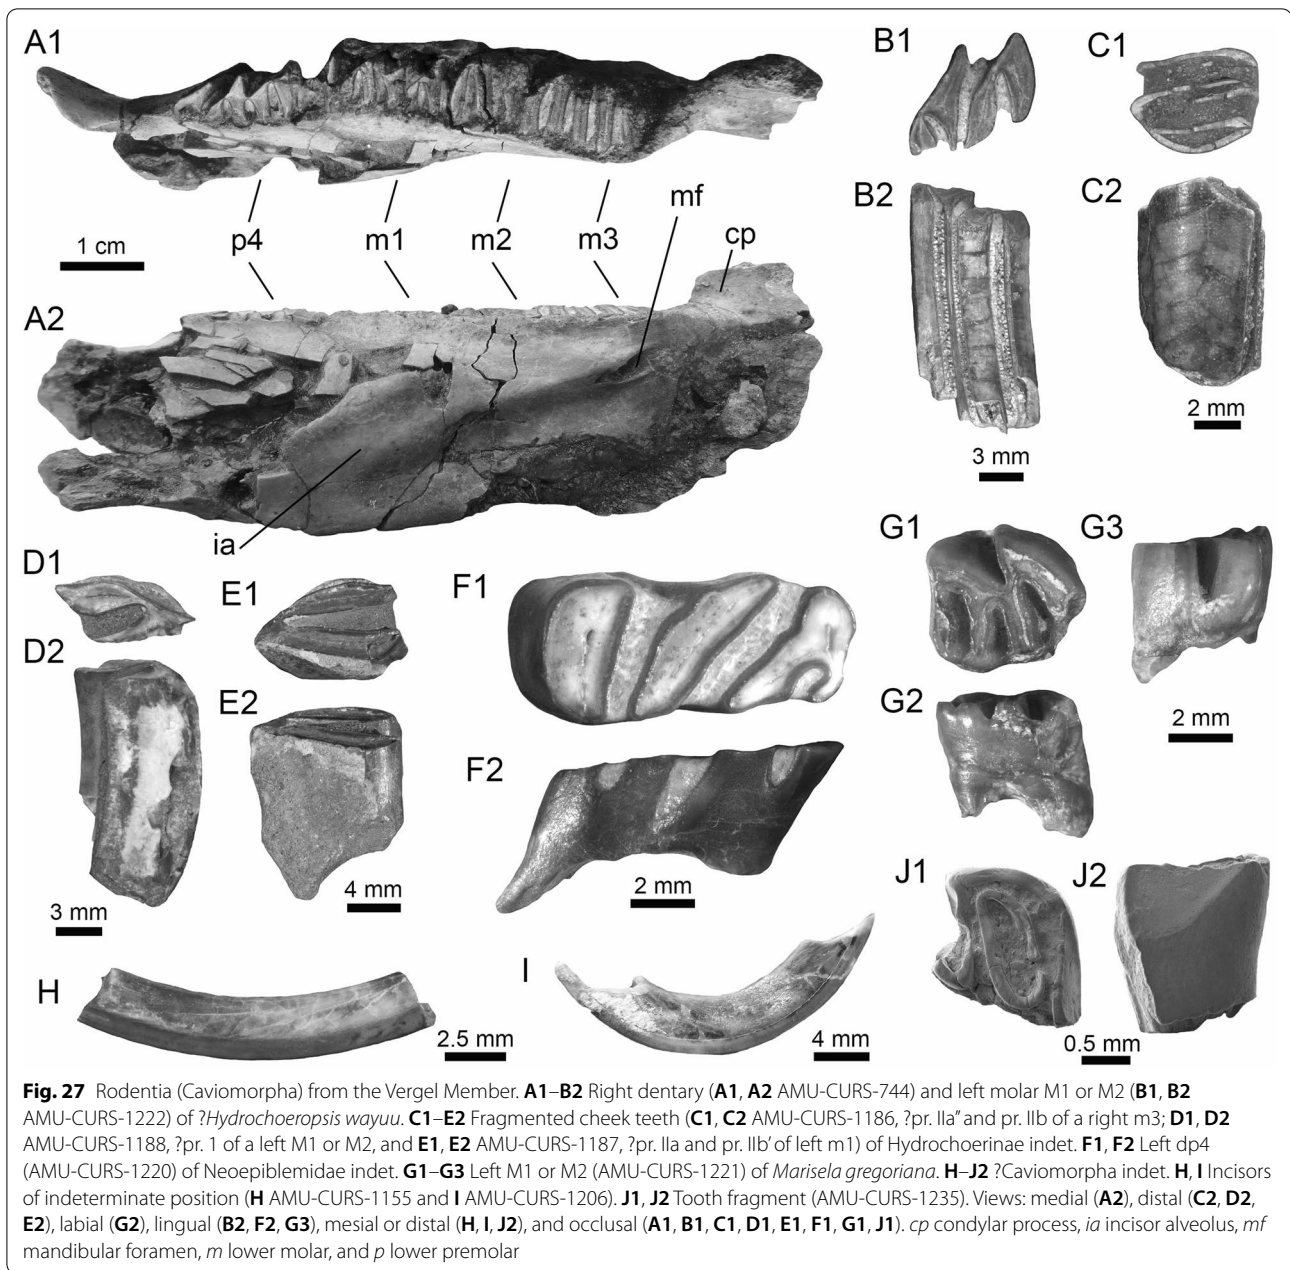 A1
B1
C1
B2
C2
mf
1 cm
p4
m1
m2
m3
cp
A2
2 mm
3 mm
ia
G1
G3
D1
E1
F1
D2
E2
G2
2 mm
F2
4 mm
J1
J2
2 mm
3 mm
H
I
2.5 mm
4 mm
0.5 mm
Fig. 27 Rodentia (Caviomorpha) from the Vergel Member. A1–B2 Right dentary (A1, A2 AMU-CURS-744) and left molar M1 or M2 (B1, B2
AMU-CURS-1222) of ?Hydrochoeropsis wayuu. C1–E2 Fragmented cheek teeth (C1, C2 AMU-CURS-1186, ?pr. IIa″ and pr. IIb of a right m3; D1, D2
AMU-CURS-1188, ?pr. 1 of a left M1 or M2, and E1, E2 AMU-CURS-1187, ?pr. IIa and pr. IIb′ of left m1) of Hydrochoerinae indet. F1, F2 Left dp4
(AMU-CURS-1220) of Neoepiblemidae indet. G1–G3 Left M1 or M2 (AMU-CURS-1221) of Marisela gregoriana. H–J2 ?Caviomorpha indet. H, I Incisors
of indeterminate position (H AMU-CURS-1155 and I AMU-CURS-1206). J1, J2 Tooth fragment (AMU-CURS-1235). Views: medial (A2), distal (C2, D2,
E2), labial (G2), lingual (B2, F2, G3), mesial or distal (H, I, J2), and occlusal (A1, B1, C1, D1, E1, F1, G1, J1). cp condylar process, ia incisor alveolus, mf
mandibular foramen, m lower molar, and p lower premolar